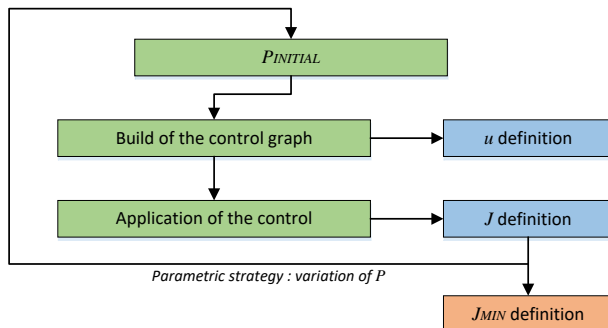 PINITIAL
Build of the control graph
u definition
Application of the control
J definition
Parametric strategy : variation of P
JMIN definition